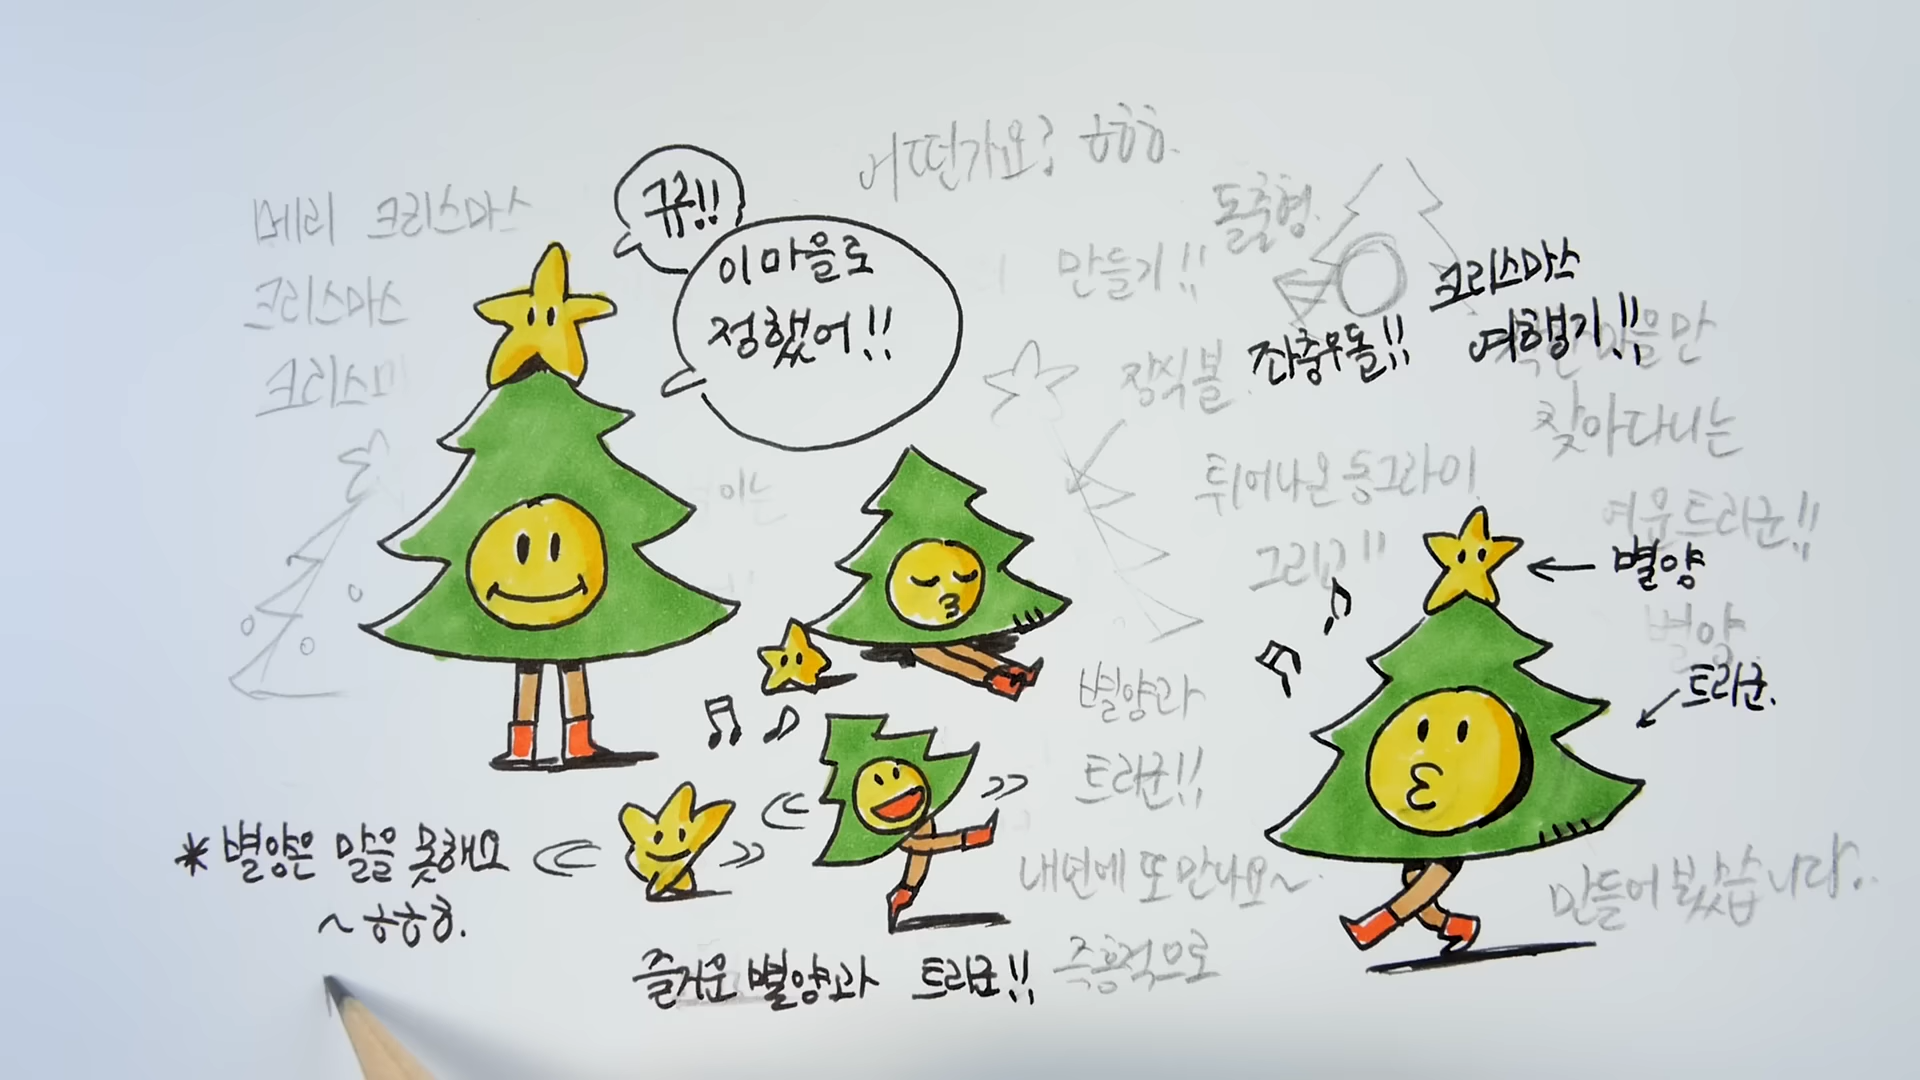 어떤가요? ㅎㅎㅎ.
메리 크리스마스
크리스마스
크리스마
규!!
이 마을로
정했어!!
돌출형.
만들기!!
장식볼.
크리스마스
좌충우돌!!
여행기!!
찾아다니는
튀어나온 동그라미
그리고!!
여운 트리군!!
별양
별양
트리군.
별양과
트리군!!
* 별양은 말을 못해요
~ㅎㅎㅎ.
내년에 또 만나요~.
만들어 봤습니다.
즐거운 별양과 트리군!!
즉흥적으로